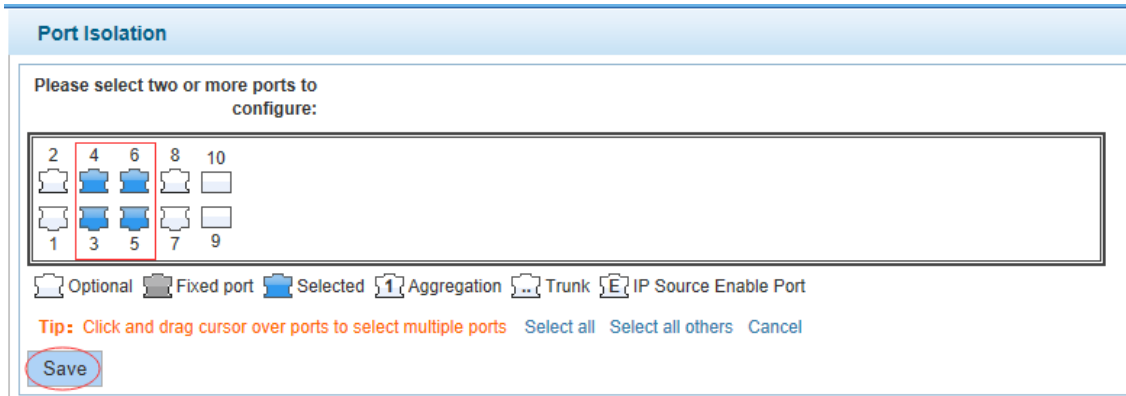 Port Isolation
Please select two or more ports to
configure:
2 4 6 8 10
1 3 5 7 9
Optional Fixed port Selected 1 Aggregation .. Trunk E IP Source Enable Port
Tip: Click and drag cursor over ports to select multiple ports Select all Select all others Cancel
Save